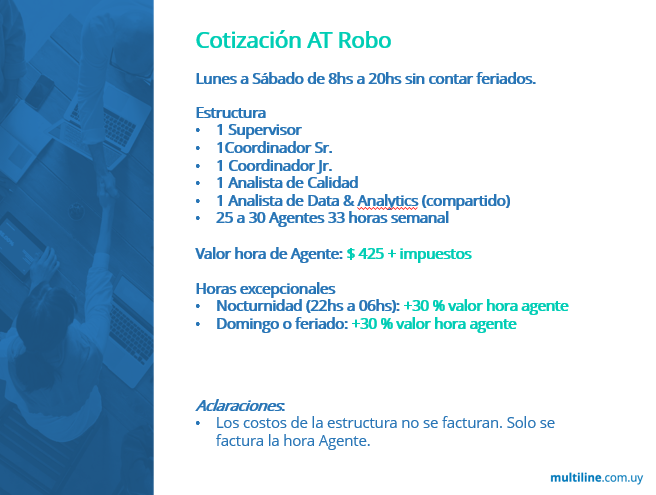 Cotización AT Robo
Lunes a Sábado de 8hs a 20hs sin contar feriados.
Estructura
• 1 Supervisor
• 1Coordinador Sr.
• 1 Coordinador Jr.
• 1 Analista de Calidad
• 1 Analista de Data & Analytics (compartido)
• 25 a 30 Agentes 33 horas semanal
Valor hora de Agente: $ 425 + impuestos
Horas excepcionales
• Nocturnidad (22hs a 06hs): +30 % valor hora agente
• Domingo o feriado: +30 % valor hora agente
Aclaraciones:
• Los costos de la estructura no se facturan. Solo se
factura la hora Agente.
multiline.com.uy